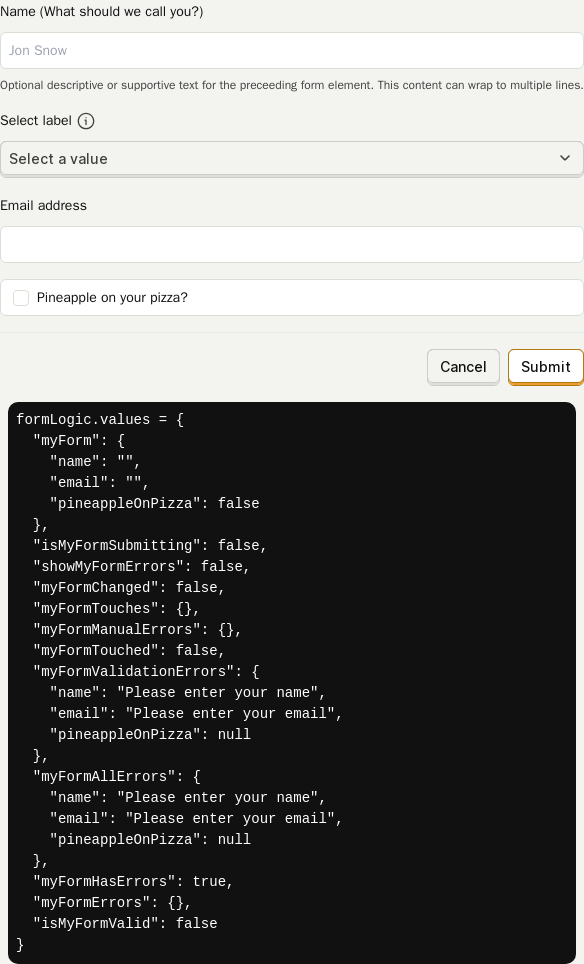 Name (What should we call you?)
Jon Snow
Optional descriptive or supportive text for the preceeding form element. This content can wrap to multiple lines.
Select label
Select a value
Email address
Pineapple on your pizza?
Cancel
Submit
formLogic.values = {
  "myForm": {
    "name": "",
    "email": "",
    "pineappleOnPizza": false
  },
  "isMyFormSubmitting": false,
  "showMyFormErrors": false,
  "myFormChanged": false,
  "myFormTouches": {},
  "myFormManualErrors": {},
  "myFormTouched": false,
  "myFormValidationErrors": {
    "name": "Please enter your name",
    "email": "Please enter your email",
    "pineappleOnPizza": null
  },
  "myFormAllErrors": {
    "name": "Please enter your name",
    "email": "Please enter your email",
    "pineappleOnPizza": null
  },
  "myFormHasErrors": true,
  "myFormErrors": {},
  "isMyFormValid": false
}